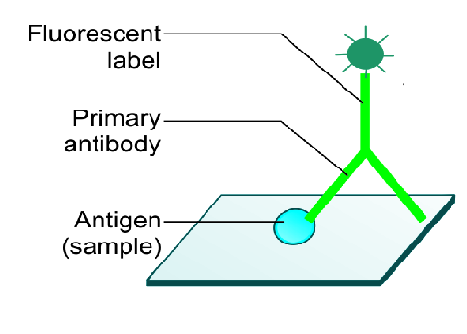 Fluorescent
label
Primary
antibody
Antigen
(sample)